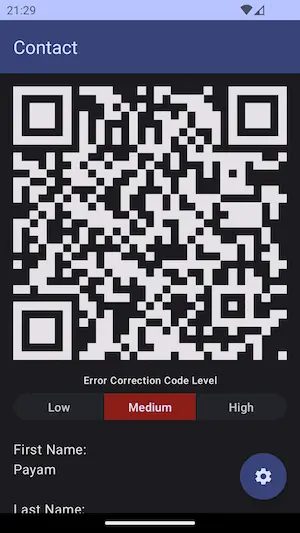 21:29
Contact
Error Correction Code Level
Low
Medium
High
First Name:
Payam
Last Name: